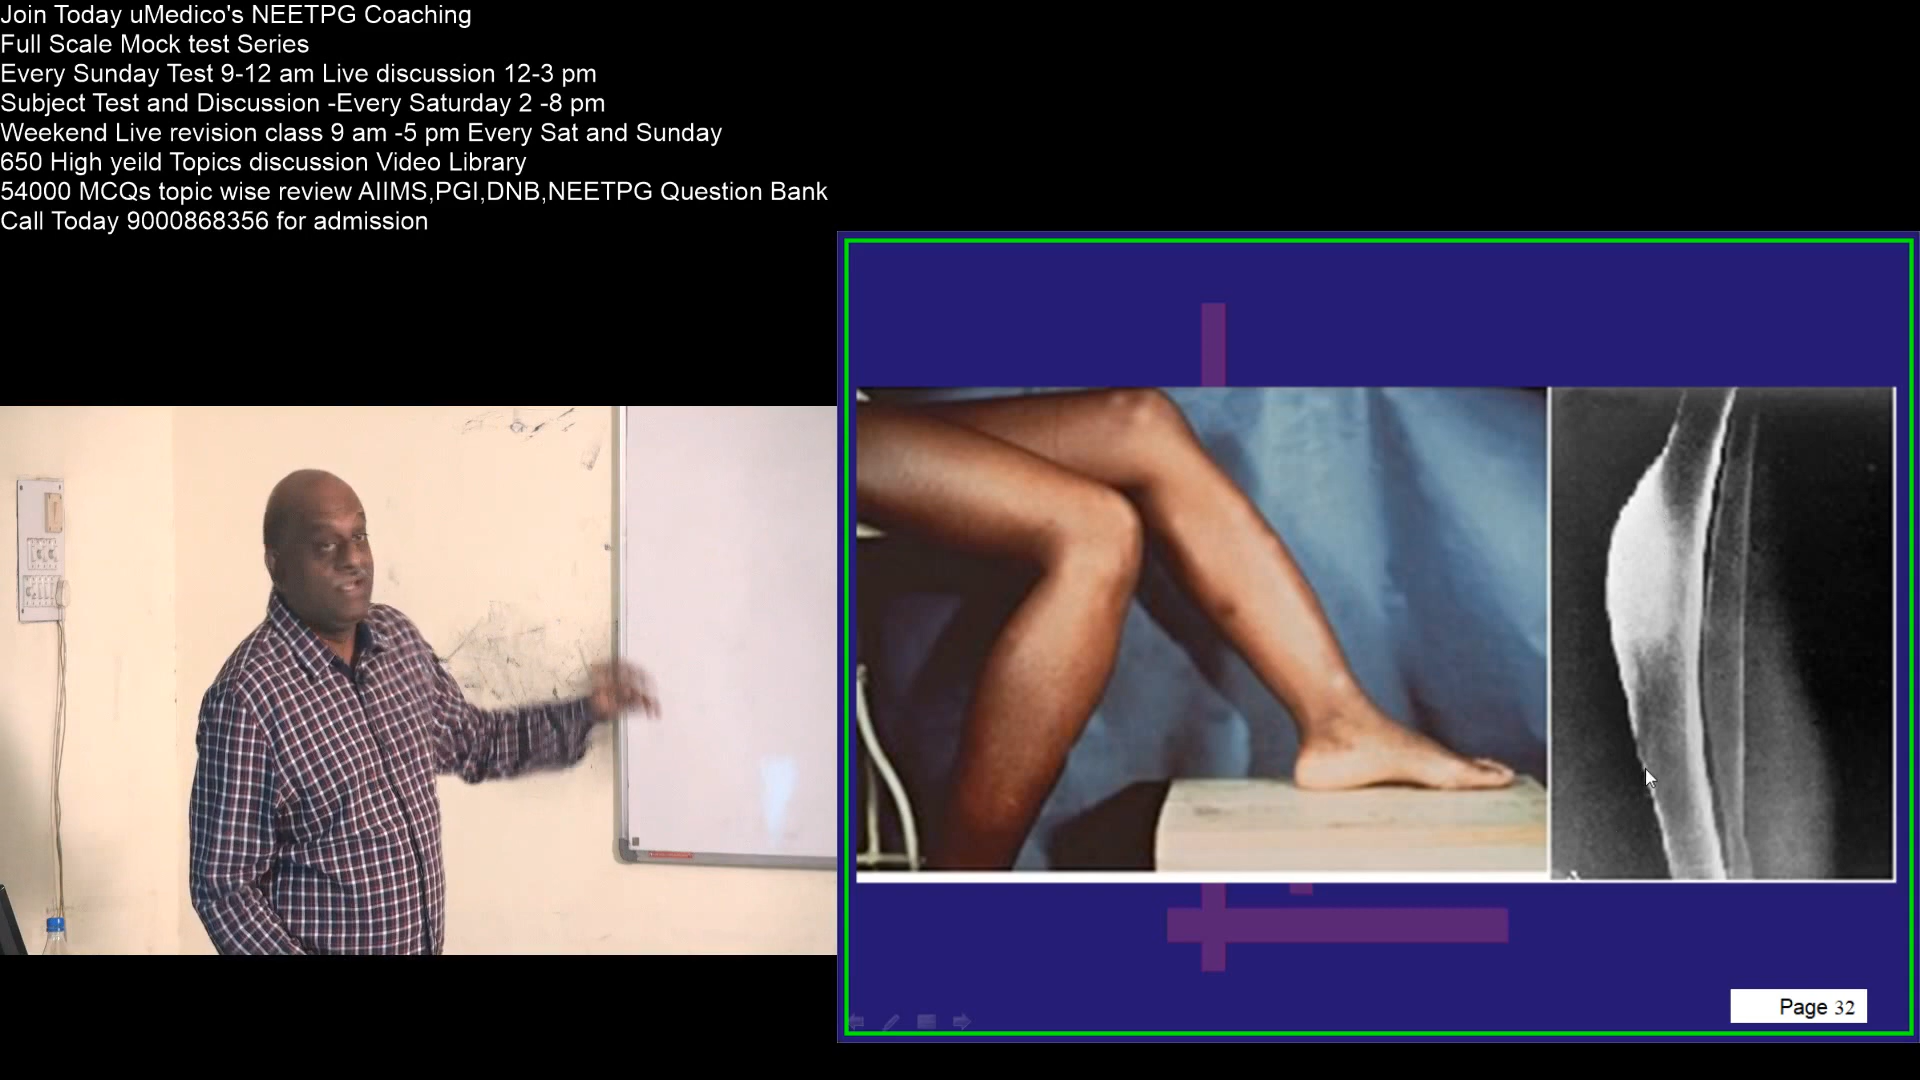 Join Today uMedico's NEETPG Coaching
Full Scale Mock test Series
Every Sunday Test 9-12 am Live discussion 12-3 pm
Subject Test and Discussion -Every Saturday 2 -8 pm
Weekend Live revision class 9 am -5 pm Every Sat and Sunday
650 High yeild Topics discussion Video Library
54000 MCQs topic wise review AIIMS,PGI,DNB,NEETPG Question Bank
Call Today 9000868356 for admission
Page 32